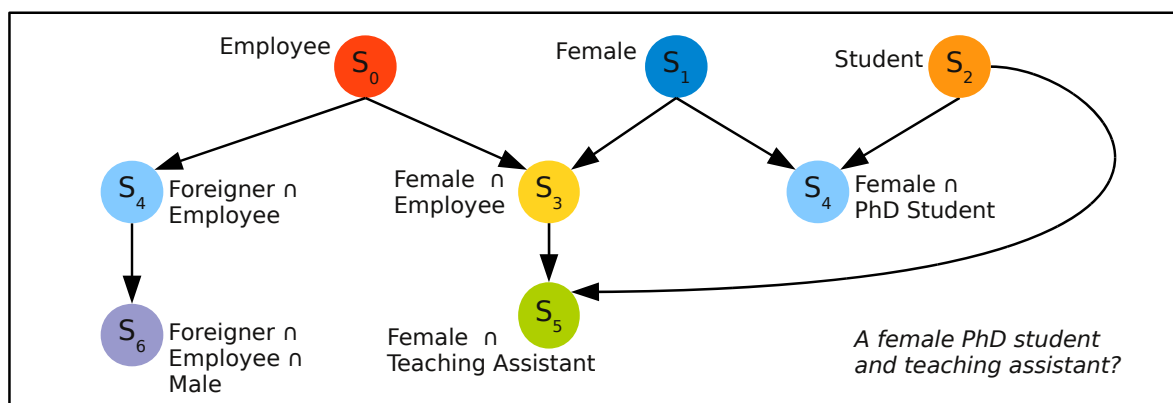 Employee
S0
Female
S1
Student
S2
S4
Foreigner ∩
Employee
Female ∩
Employee
S3
S4
Female ∩
PhD Student
S6
Foreigner ∩
Employee ∩
Male
Female ∩
Teaching Assistant
S5
A female PhD student
and teaching assistant?